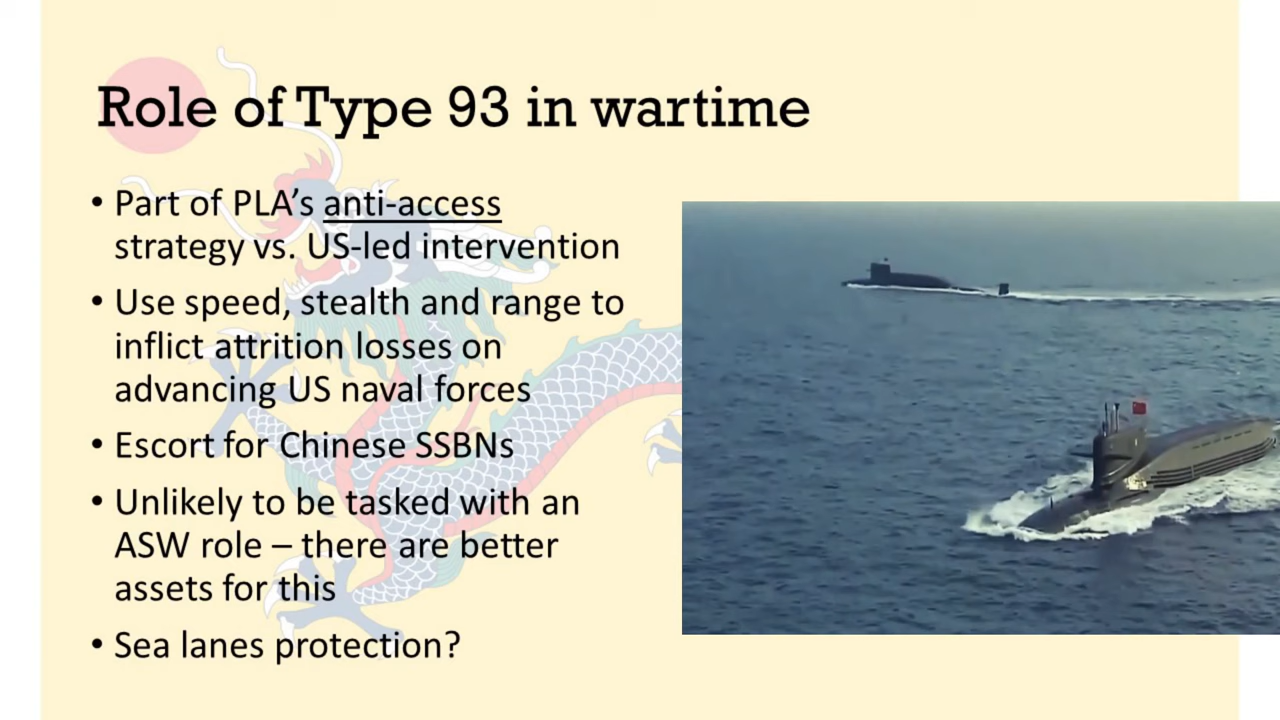 Role of Type 93 in wartime
• Part of PLA’s anti-access
strategy vs. US-led intervention
• Use speed, stealth and range to
inflict attrition losses on
advancing US naval forces
• Escort for Chinese SSBNs
• Unlikely to be tasked with an
ASW role – there are better
assets for this
• Sea lanes protection?